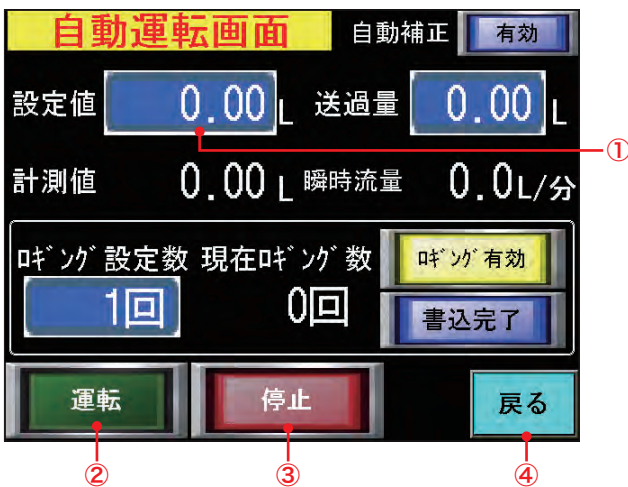 自動運転画面 自動補正 有効
設定値 0.00 L 送過量 0.00 L
①
計測値 0.00 L 瞬時流量 0.0L/分
ﾛｷﾞﾝｸﾞ設定数 現在ﾛｷﾞﾝｸﾞ数 ﾛｷﾞﾝｸﾞ有効
1回 0回 書込完了
運転 停止 戻る
② ③ ④